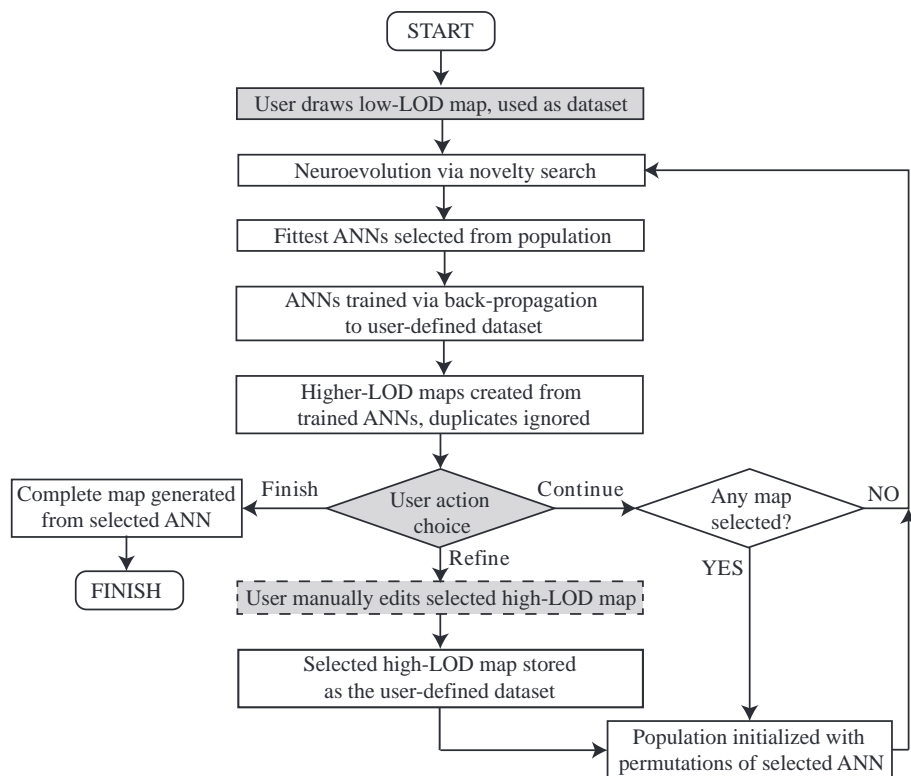 START
User draws low-LOD map, used as dataset
Neuroevolution via novelty search
Fittest ANNs selected from population
ANNs trained via back-propagation
to user-defined dataset
Higher-LOD maps created from
trained ANNs, duplicates ignored
Complete map generated
from selected ANN
Finish
User action
choice
Continue
Any map
selected?
NO
FINISH
Refine
YES
User manually edits selected high-LOD map
Selected high-LOD map stored
as the user-defined dataset
Population initialized with
permutations of selected ANN